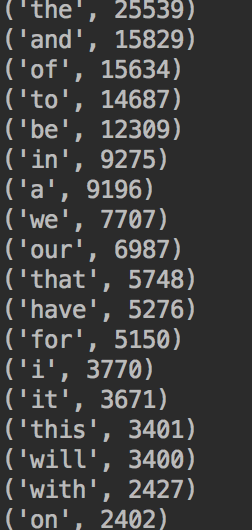 ('the', 25539)
('and', 15829)
('of', 15634)
('to', 14687)
('be', 12309)
('in', 9275)
('a', 9196)
('we', 7707)
('our', 6987)
('that', 5748)
('have', 5276)
('for', 5150)
('i', 3770)
('it', 3671)
('this', 3401)
('will', 3400)
('with', 2427)
('on', 2402)